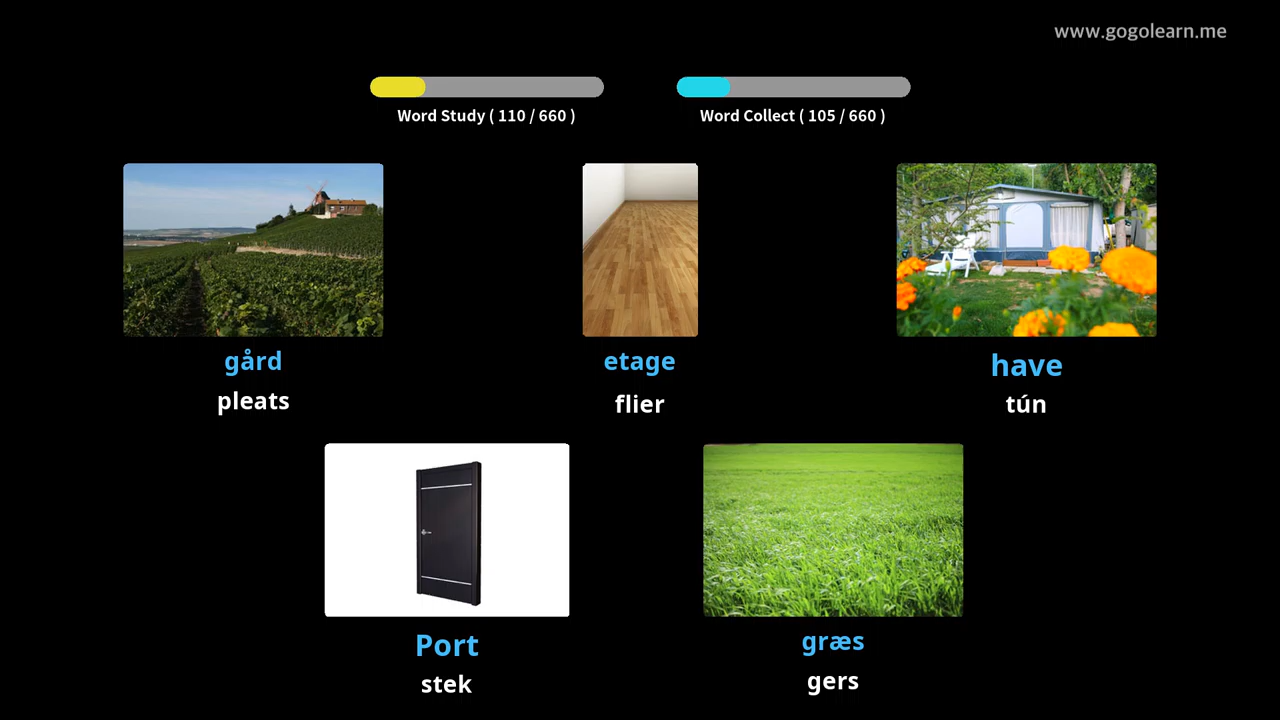 www.gogolearn.me
Word Study ( 110 / 660 )
Word Collect ( 105 / 660 )
gård
pleats
etage
flier
have
tún
Port
stek
græs
gers